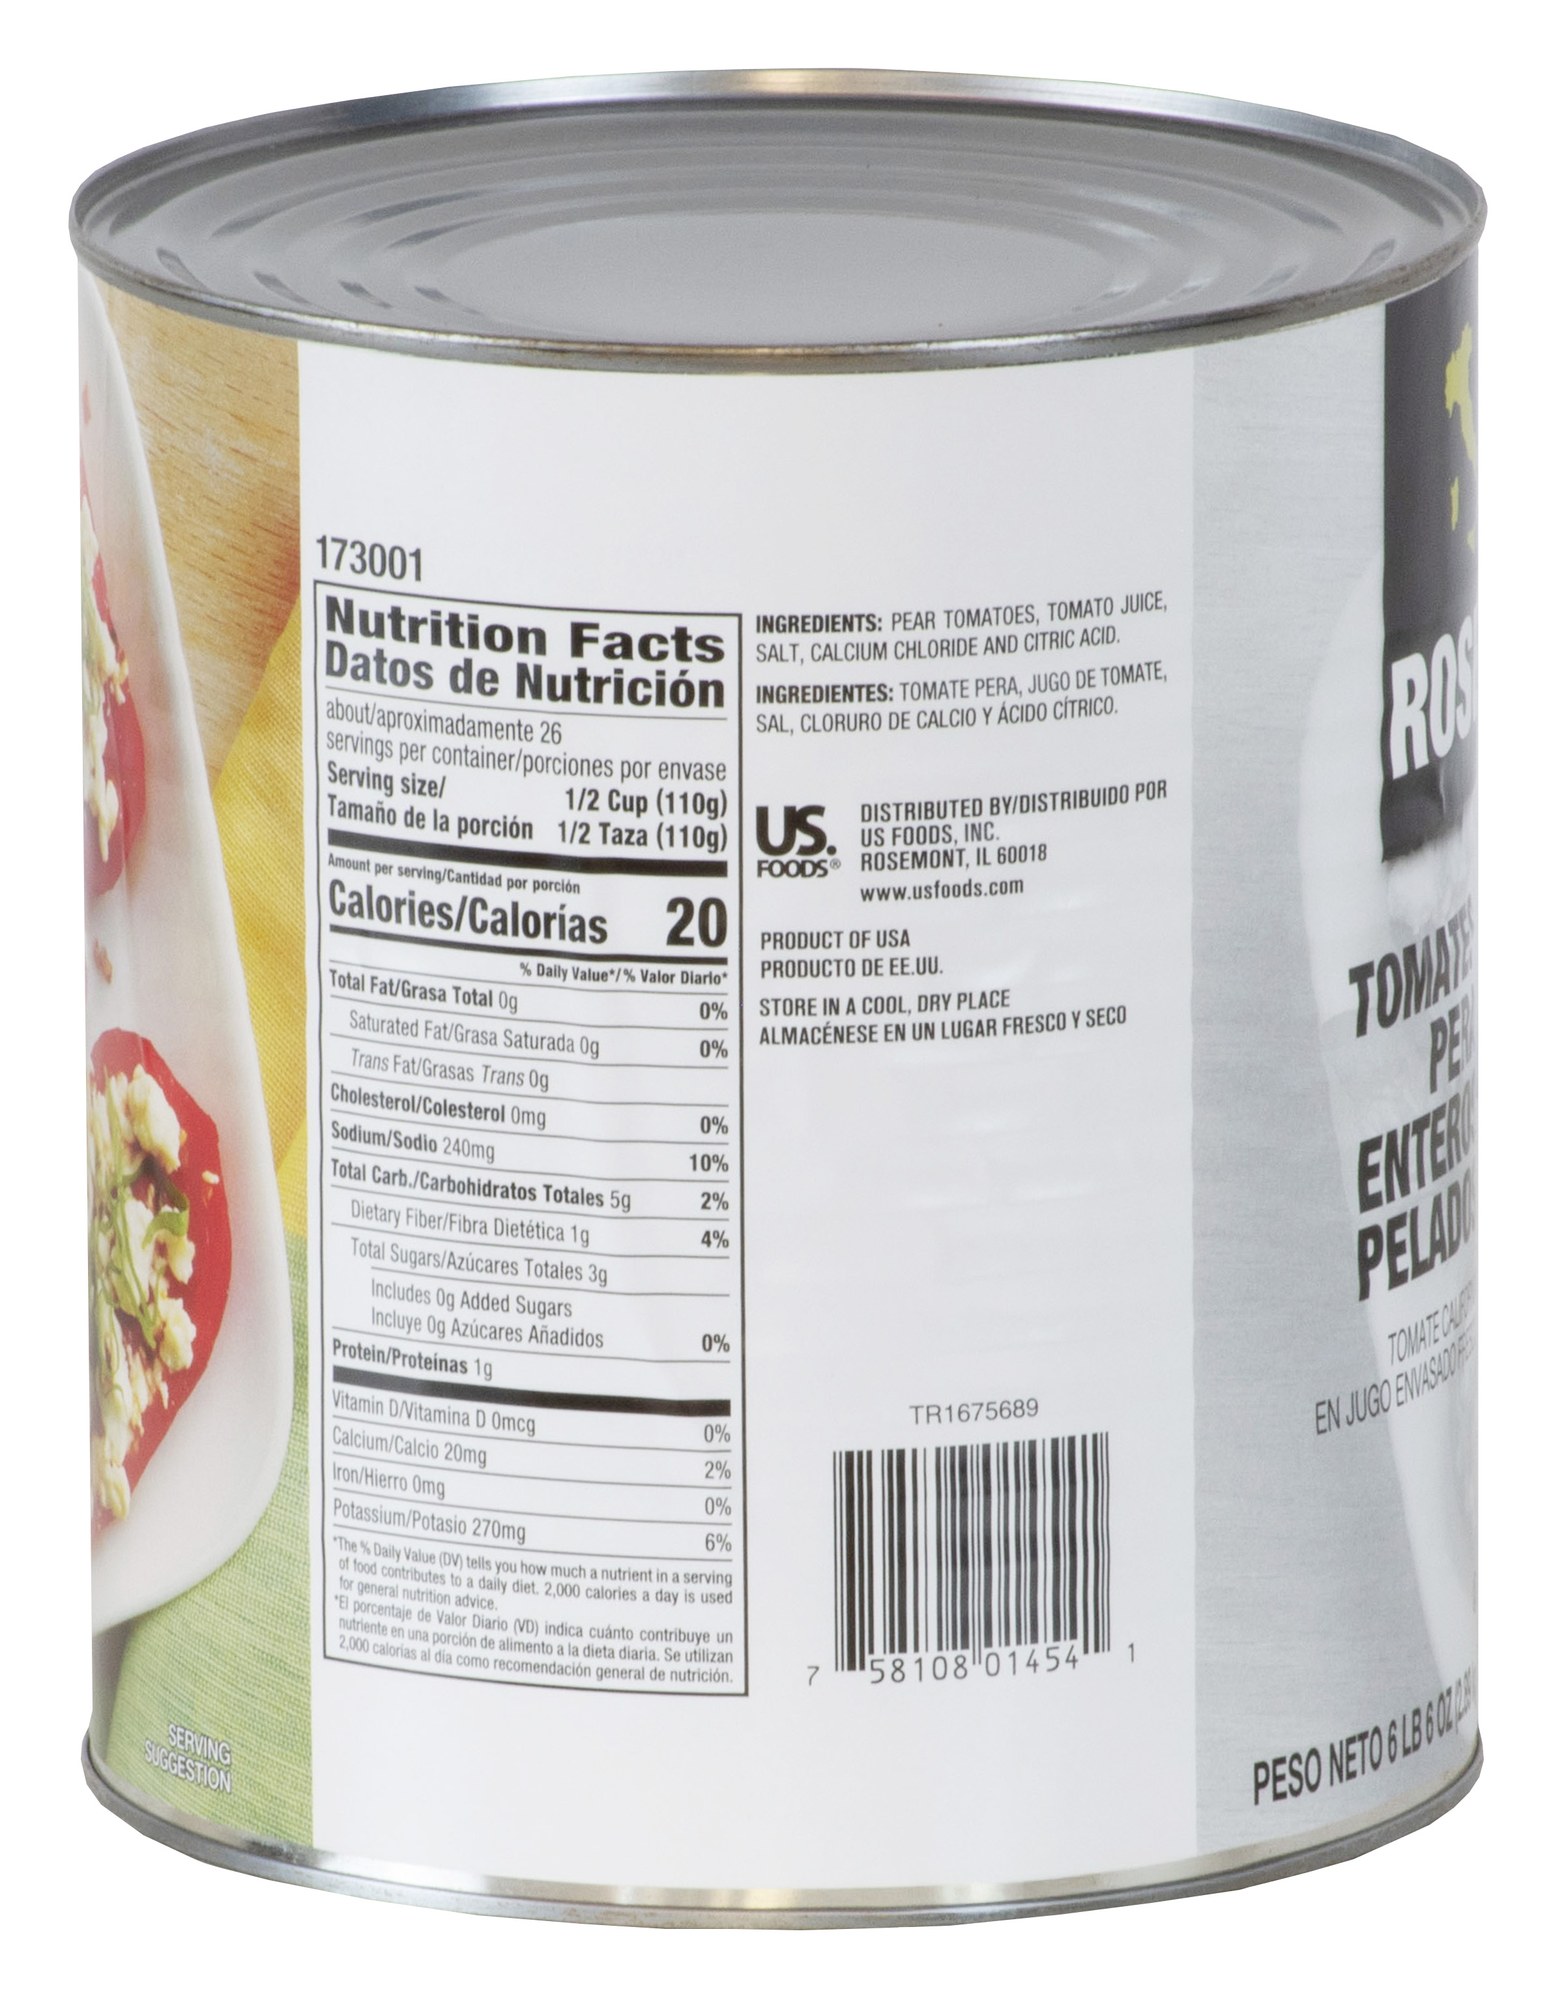 173001
Nutrition Facts
Datos de Nutrición
about/aproximadamente 26
servings per container/porciones por envase
Serving size/ 1/2 Cup (110g)
Tamaño de la porción 1/2 Taza (110g)
Amount per serving/Cantidad por porción
Calories/Calorías 20
% Daily Value*/% Valor Diario*
Total Fat/Grasa Total 0g 0%
Saturated Fat/Grasa Saturada 0g 0%
Trans Fat/Grasas Trans 0g
Cholesterol/Colesterol 0mg 0%
Sodium/Sodio 240mg 10%
Total Carb./Carbohidratos Totales 5g 2%
Dietary Fiber/Fibra Dietética 1g 4%
Total Sugars/Azúcares Totales 3g
Includes 0g Added Sugars
Incluye 0g Azúcares Añadidos 0%
Protein/Proteínas 1g
Vitamin D/Vitamina D 0mcg 0%
Calcium/Calcio 20mg 2%
Iron/Hierro 0mg 0%
Potassium/Potasio 270mg 6%
*The % Daily Value (DV) tells you how much a nutrient in a serving
of food contributes to a daily diet. 2,000 calories a day is used
for general nutrition advice.
*El porcentaje de Valor Diario (VD) indica cuánto contribuye un
nutriente en una porción de alimento a la dieta diaria. Se utilizan
2,000 calorías al día como recomendación general de nutrición.
INGREDIENTS: PEAR TOMATOES, TOMATO JUICE,
SALT, CALCIUM CHLORIDE AND CITRIC ACID.
INGREDIENTES: TOMATE PERA, JUGO DE TOMATE,
SAL, CLORURO DE CALCIO Y ÁCIDO CÍTRICO.
US.
FOODS®
DISTRIBUTED BY/DISTRIBUIDO POR
US FOODS, INC.
ROSEMONT, IL 60018
www.usfoods.com
PRODUCT OF USA
PRODUCTO DE EE.UU.
STORE IN A COOL, DRY PLACE
ALMACÉNESE EN UN LUGAR FRESCO Y SECO
TR1675689
7 58108 01454 1
SERVING
SUGGESTION
TOMATES
PERA
ENTEROS
PELADOS
TOMATE
EN JUGO ENVASADO
PESO NETO 6 LB 6 OZ